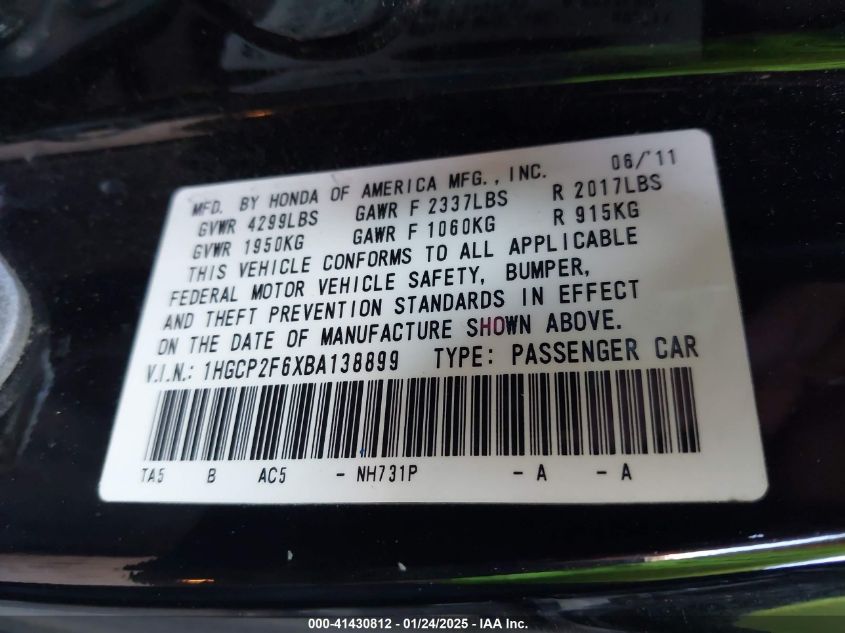 MFD. BY HONDA OF AMERICA MFG., INC. 06/11
GVWR 4299LBS GAWR F 2337LBS R 2017LBS
GVWR 1950KG GAWR F 1060KG R 915KG
THIS VEHICLE CONFORMS TO ALL APPLICABLE
FEDERAL MOTOR VEHICLE SAFETY, BUMPER,
AND THEFT PREVENTION STANDARDS IN EFFECT
ON THE DATE OF MANUFACTURE SHOWN ABOVE.
V.I.N.: 1HGCP2F6XBA138899 TYPE: PASSENGER CAR
TA5 B AC5 - NH731P - A - A
000-41430812 - 01/24/2025 - IAA Inc.